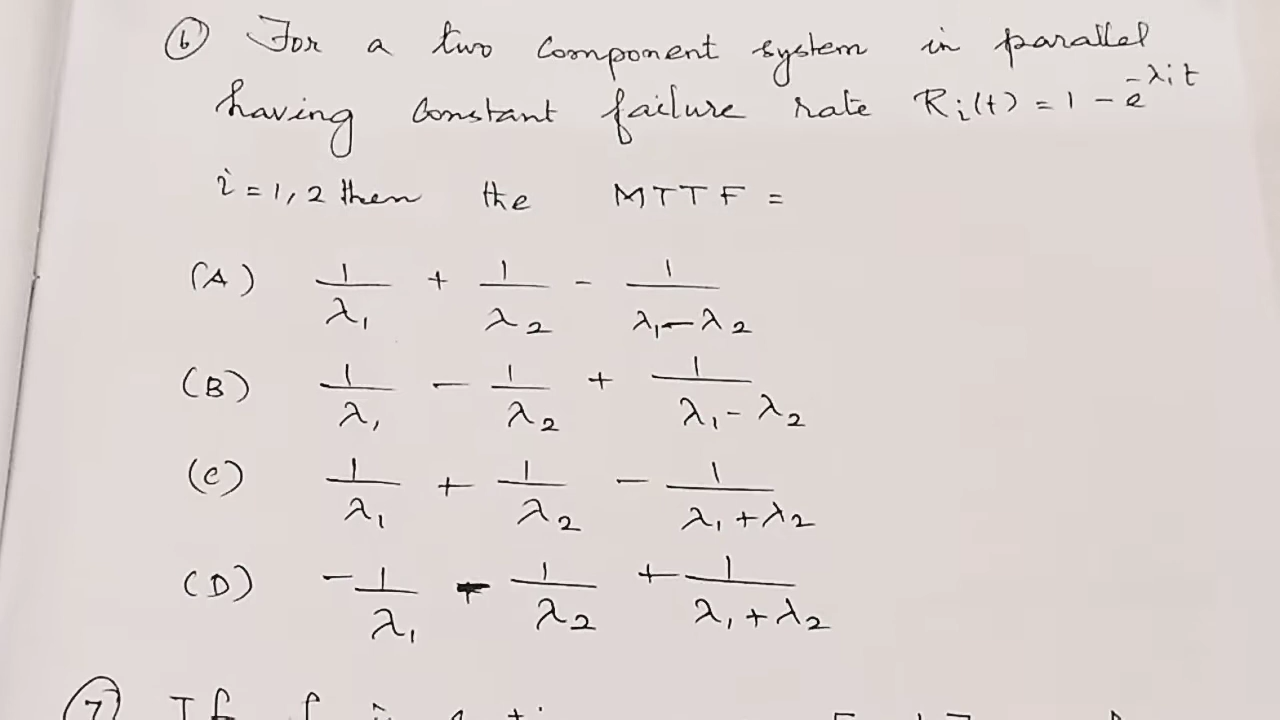 ⑥ For a two component system in parallel
having constant failure rate Rᵢ(t) = 1 - e^{-λᵢt}
i = 1, 2 then the MTTF =
(A) 1/λ₁ + 1/λ₂ - 1/(λ₁ - λ₂)
(B) 1/λ₁ - 1/λ₂ + 1/(λ₁ - λ₂)
(C) 1/λ₁ + 1/λ₂ - 1/(λ₁ + λ₂)
(D) -1/λ₁ - 1/λ₂ + 1/(λ₁ + λ₂)
⑦ If